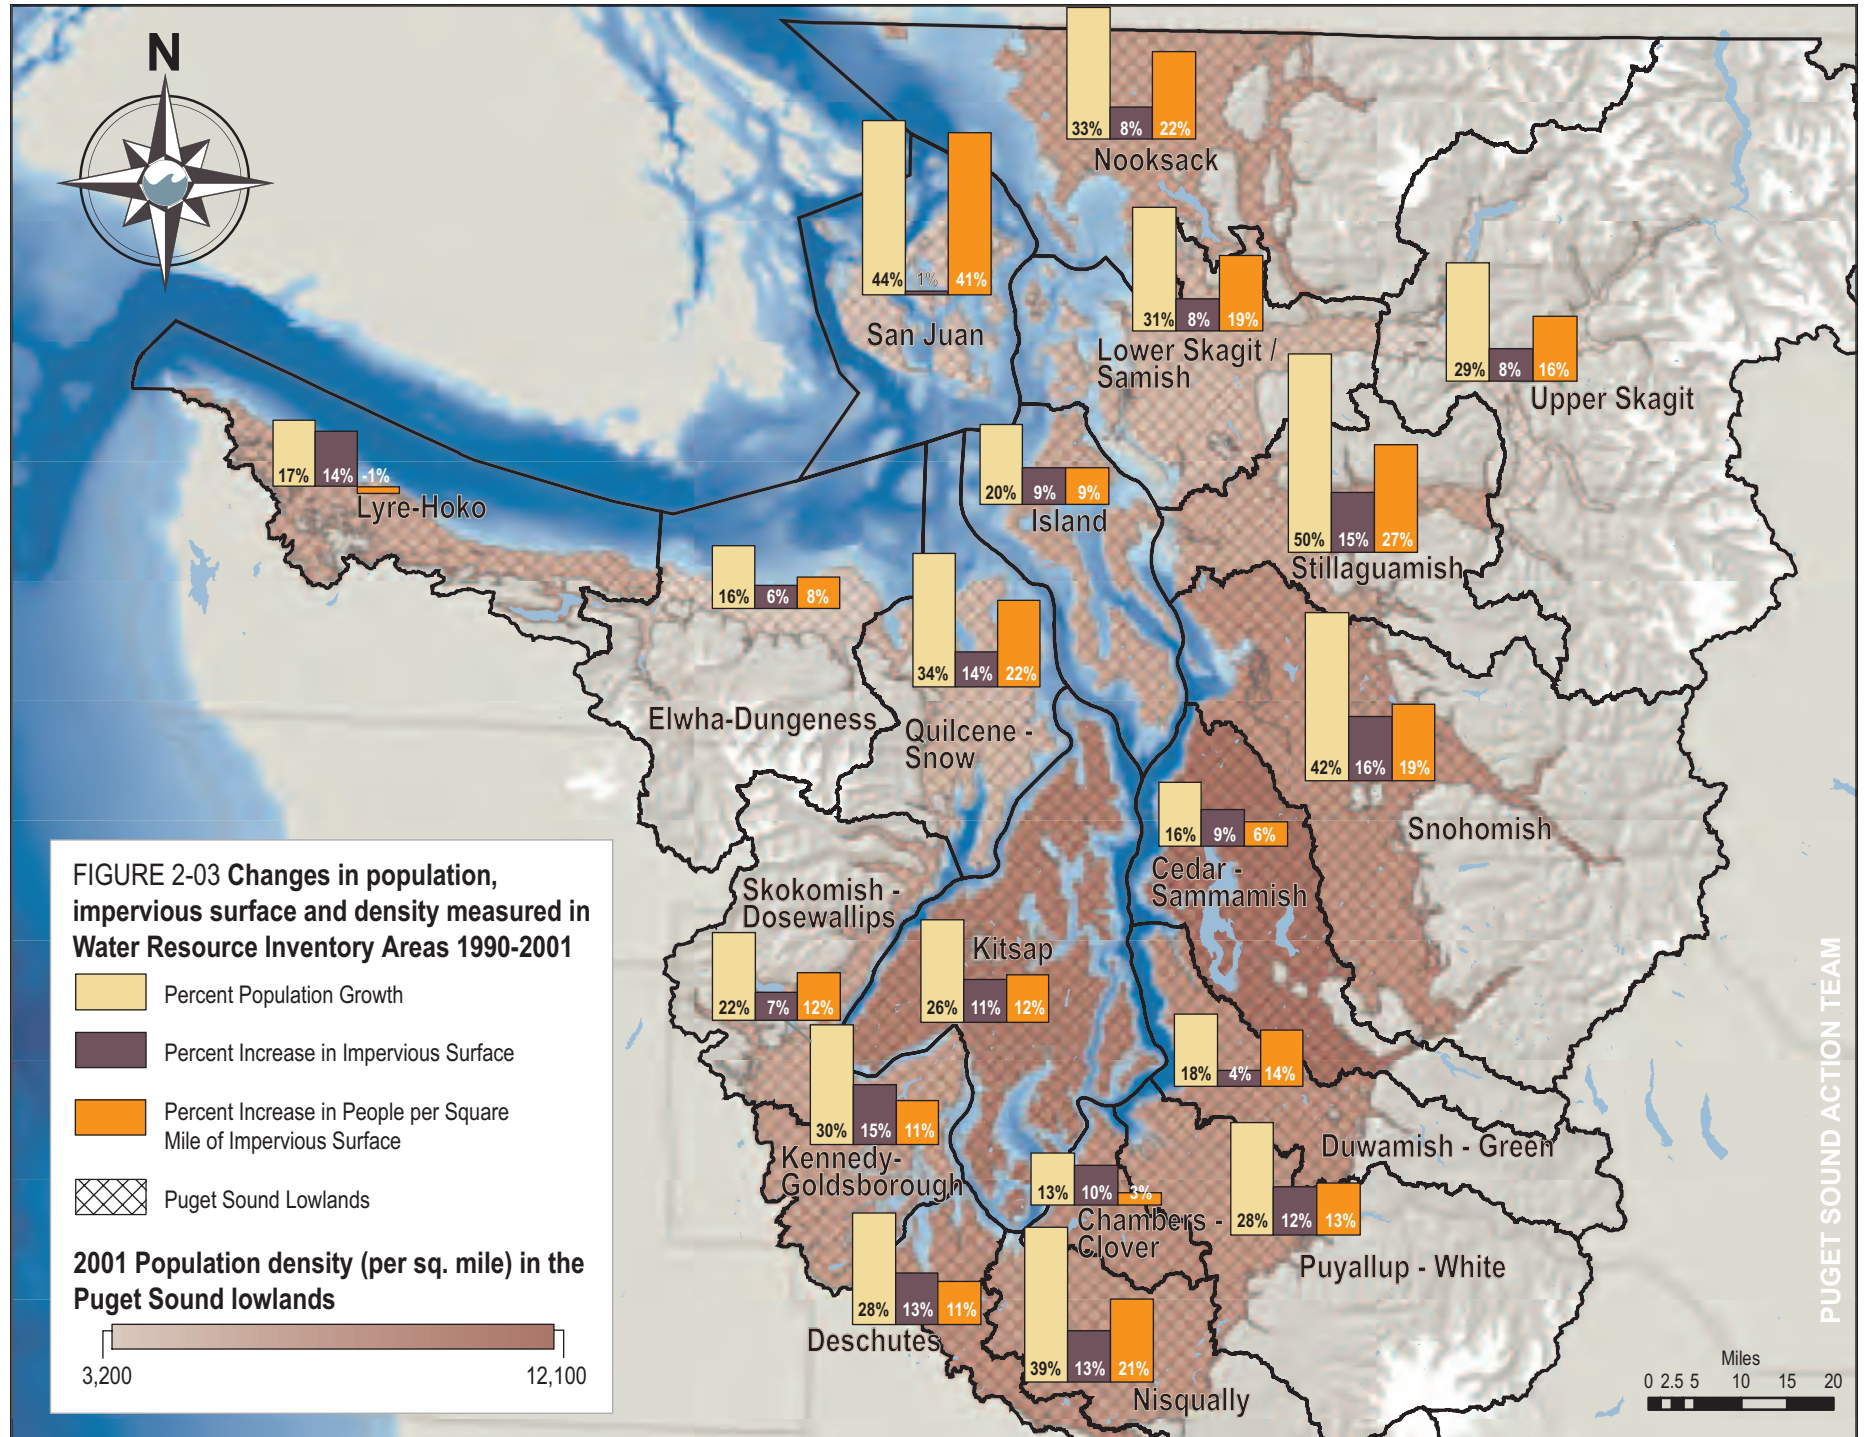 N
33% 8% 22%
Nooksack
44% 1% 41%
San Juan
31% 8% 19%
Lower Skagit /
Samish
29% 8% 16%
Upper Skagit
17% 14% -1%
Lyre-Hoko
20% 9% 9%
Island
50% 15% 27%
Stillaguamish
16% 6% 8%
Elwha-Dungeness
34% 14% 22%
Quilcene -
Snow
42% 16% 19%
Snohomish
16% 9% 6%
Cedar -
Sammamish
Skokomish -
Dosewallips
22% 7% 12%
Kitsap
26% 11% 12%
18% 4% 14%
Duwamish - Green
30% 15% 11%
Kennedy-
Goldsborough
13% 10% 3%
Chambers -
Clover
28% 12% 13%
Puyallup - White
28% 13% 11%
Deschutes
39% 13% 21%
Nisqually
FIGURE 2-03 Changes in population,
impervious surface and density measured in
Water Resource Inventory Areas 1990-2001
Percent Population Growth
Percent Increase in Impervious Surface
Percent Increase in People per Square
Mile of Impervious Surface
Puget Sound Lowlands
2001 Population density (per sq. mile) in the
Puget Sound lowlands
3,200 12,100
PUGET SOUND ACTION TEAM
Miles
0 2.5 5 10 15 20